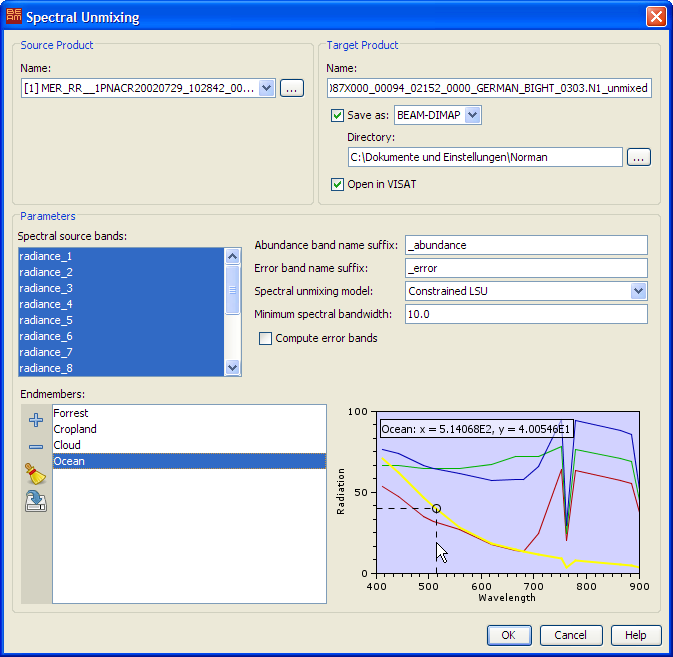 BEAM Spectral Unmixing
Source Product
Name:
[1] MER_RR__1PNACR20020729_102842_00... ...
Target Product
Name:
087X000_00094_02152_0000_GERMAN_BIGHT_0303.N1_unmixed
Save as: BEAM-DIMAP
Directory:
C:\Dokumente und Einstellungen\Norman ...
Open in VISAT
Parameters
Spectral source bands:
radiance_1
radiance_2
radiance_3
radiance_4
radiance_5
radiance_6
radiance_7
radiance_8
Abundance band name suffix: _abundance
Error band name suffix: _error
Spectral unmixing model: Constrained LSU
Minimum spectral bandwidth: 10.0
Compute error bands
Endmembers:
Forrest
Cropland
Cloud
Ocean
100
Ocean: x = 5.14068E2, y = 4.00546E1
Radiation
50
0
400 500 600 700 800 900
Wavelength
OK Cancel Help